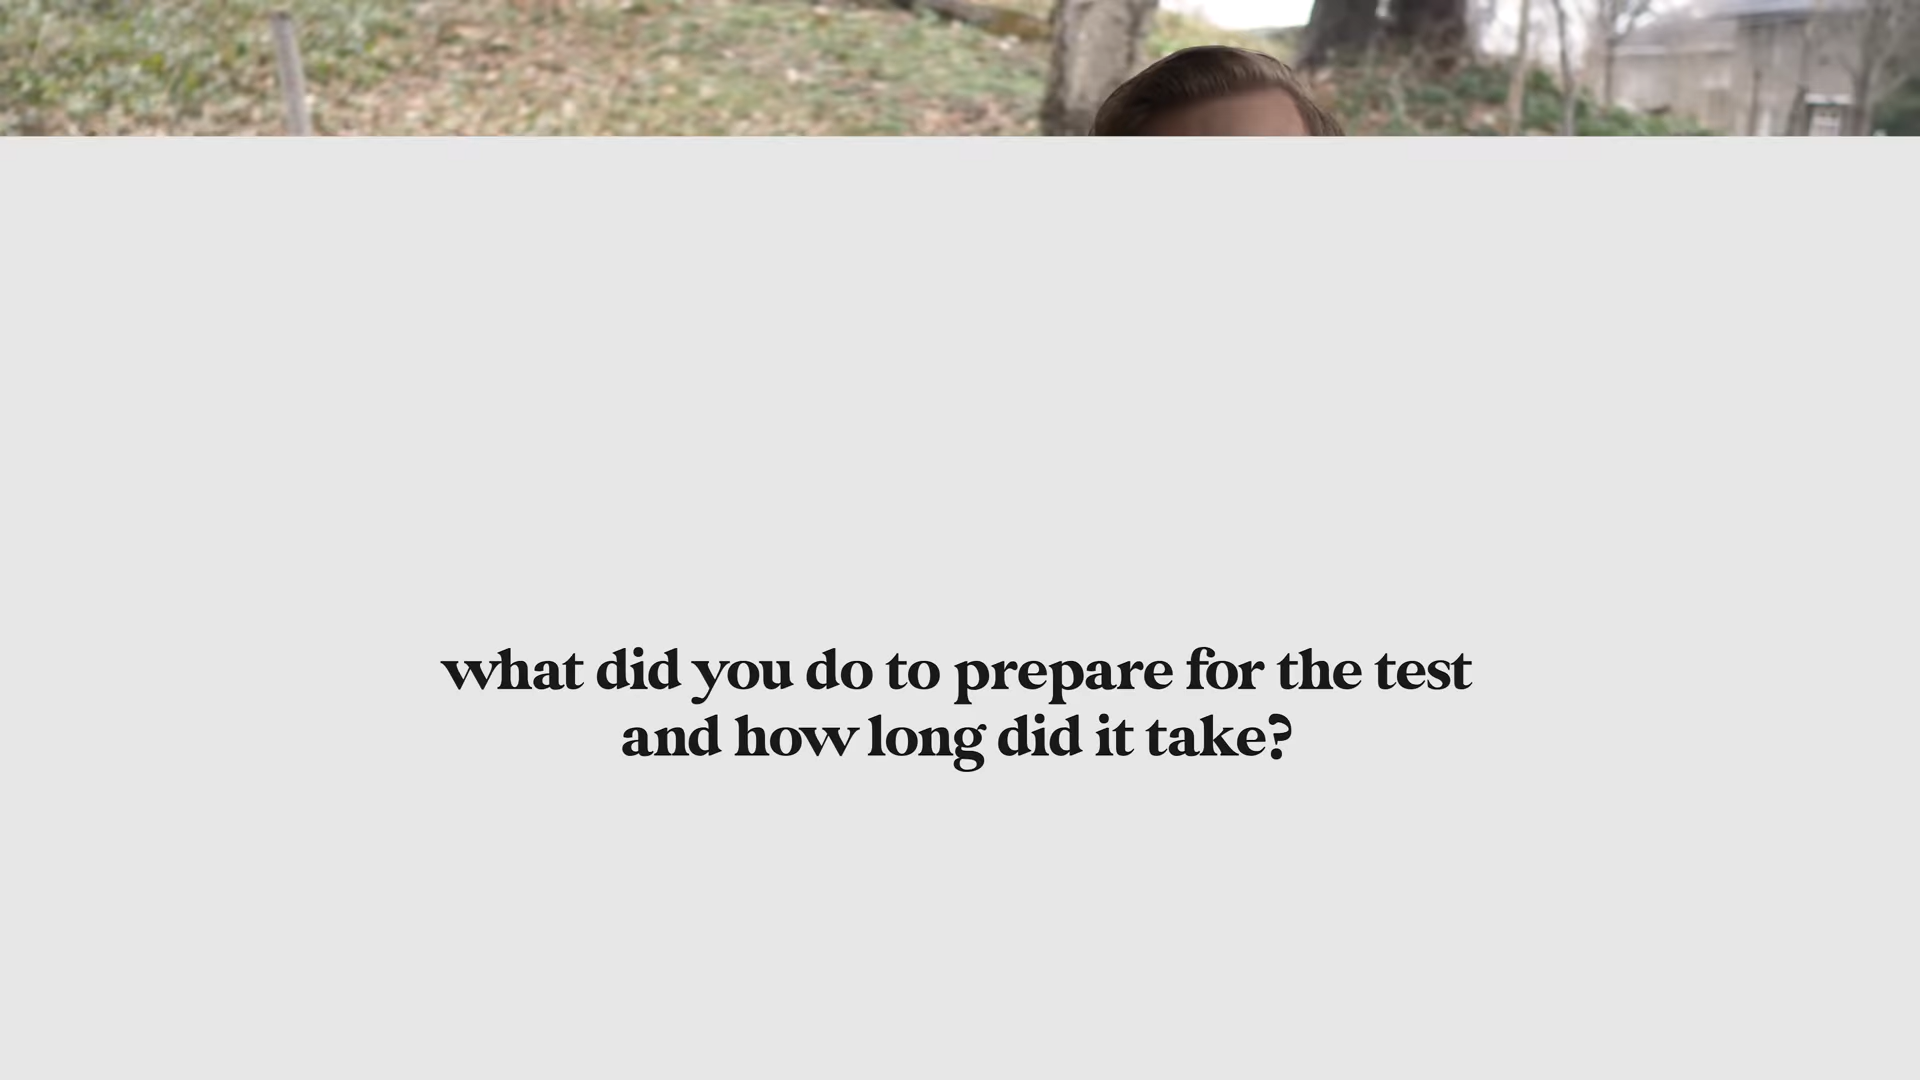 what did you do to prepare for the test
and how long did it take?